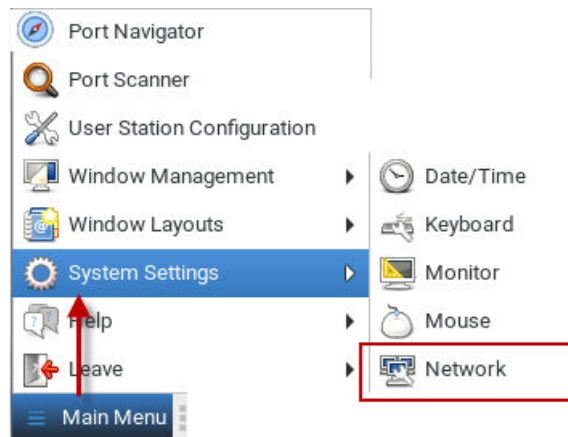 Port Navigator
Port Scanner
User Station Configuration
Window Management
Window Layouts
System Settings
Help
Leave
Main Menu
Date/Time
Keyboard
Monitor
Mouse
Network